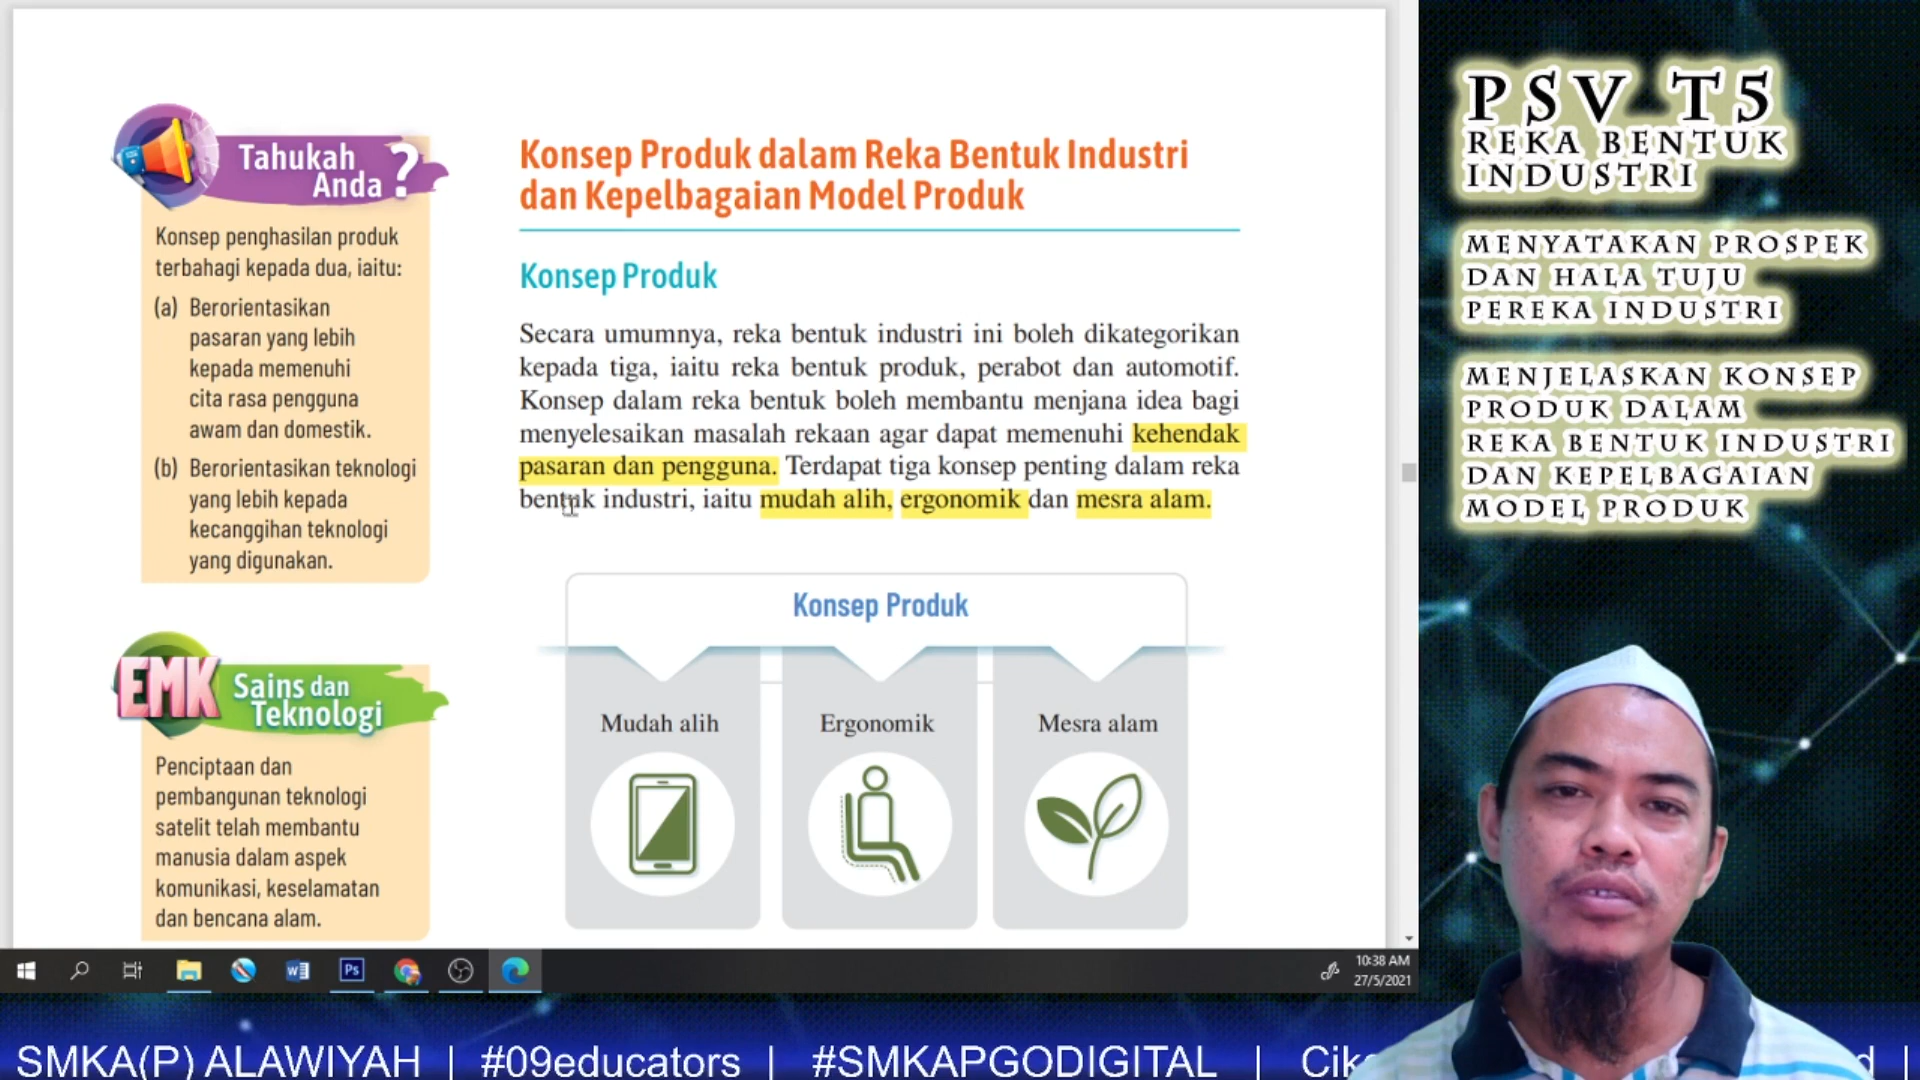 Tahukah
Anda ?
Konsep penghasilan produk
terbahagi kepada dua, iaitu:
(a) Berorientasikan
pasaran yang lebih
kepada memenuhi
cita rasa pengguna
awam dan domestik.
(b) Berorientasikan teknologi
yang lebih kepada
kecanggihan teknologi
yang digunakan.
EMK
Sains dan
Teknologi
Penciptaan dan
pembangunan teknologi
satelit telah membantu
manusia dalam aspek
komunikasi, keselamatan
dan bencana alam.
Konsep Produk dalam Reka Bentuk Industri
dan Kepelbagaian Model Produk
Konsep Produk
Secara umumnya, reka bentuk industri ini boleh dikategorikan
kepada tiga, iaitu reka bentuk produk, perabot dan automotif.
Konsep dalam reka bentuk boleh membantu menjana idea bagi
menyelesaikan masalah rekaan agar dapat memenuhi kehendak
pasaran dan pengguna. Terdapat tiga konsep penting dalam reka
bentuk industri, iaitu mudah alih, ergonomik dan mesra alam.
Konsep Produk
Mudah alih
Ergonomik
Mesra alam
PSV T5
REKA BENTUK
INDUSTRI
MENYATAKAN PROSPEK
DAN HALA TUJU
PEREKA INDUSTRI
MENJELASKAN KONSEP
PRODUK DALAM
REKA BENTUK INDUSTRI
DAN KEPELBAGAIAN
MODEL PRODUK
Ps
10:38 AM
27/5/2021
SMKA(P) ALAWIYAH | #09educators | #SMKAPGODIGITAL |